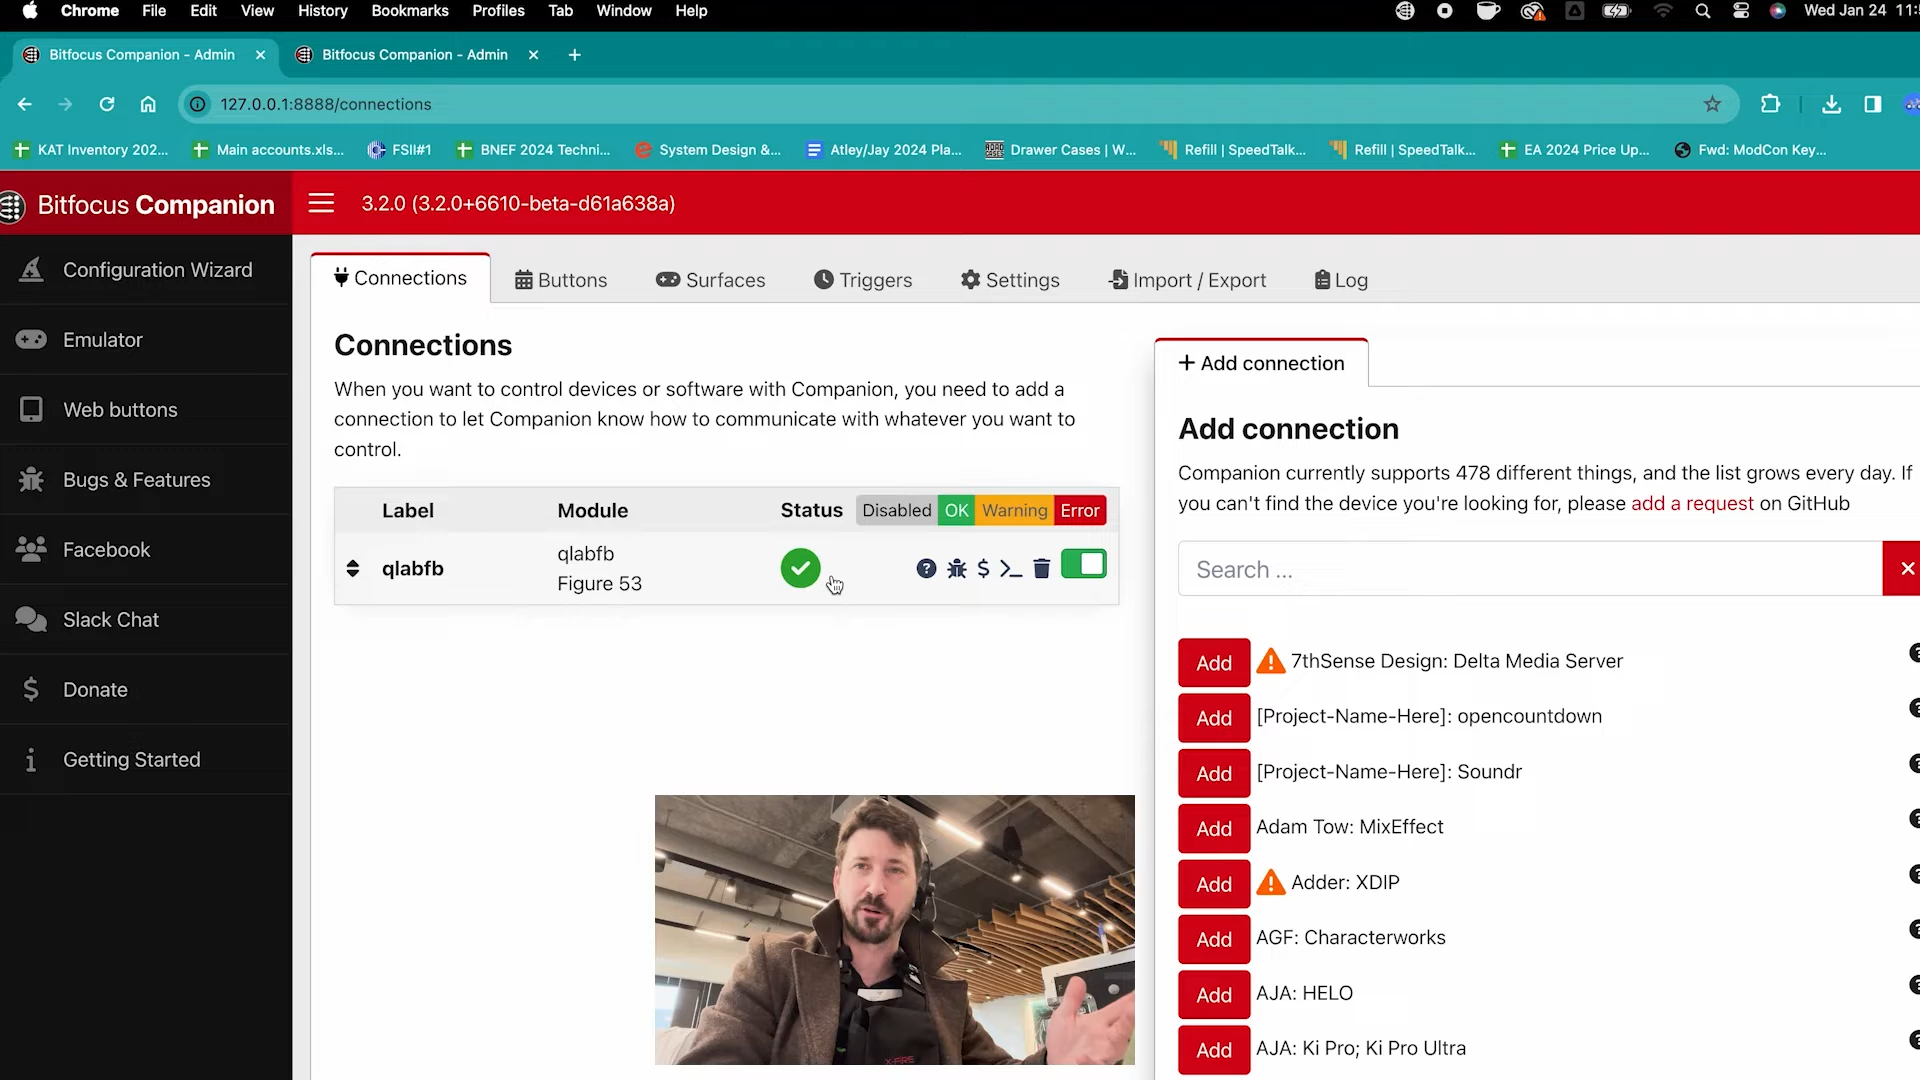 Chrome File Edit View History Bookmarks Profiles Tab Window Help Wed Jan 24 11:5
Bitfocus Companion - Admin
Bitfocus Companion - Admin
127.0.0.1:8888/connections
KAT Inventory 202... Main accounts.xls... FSII#1 BNEF 2024 Techni... System Design &... Atley/Jay 2024 Pla... Drawer Cases | W... Refill | SpeedTalk... Refill | SpeedTalk... EA 2024 Price Up... Fwd: ModCon Key...
Bitfocus Companion
3.2.0 (3.2.0+6610-beta-d61a638a)
Configuration Wizard
Emulator
Web buttons
Bugs & Features
Facebook
Slack Chat
Donate
Getting Started
Connections Buttons Surfaces Triggers Settings Import / Export Log
Connections
When you want to control devices or software with Companion, you need to add a
connection to let Companion know how to communicate with whatever you want to
control.
Label Module Status Disabled OK Warning Error
qlabfb
qlabfb
Figure 53
+ Add connection
Add connection
Companion currently supports 478 different things, and the list grows every day. If
you can't find the device you're looking for, please add a request on GitHub
Search ...
Add 7thSense Design: Delta Media Server
Add [Project-Name-Here]: opencountdown
Add [Project-Name-Here]: Soundr
Add Adam Tow: MixEffect
Add Adder: XDIP
Add AGF: Characterworks
Add AJA: HELO
Add AJA: Ki Pro; Ki Pro Ultra
X-FIRE